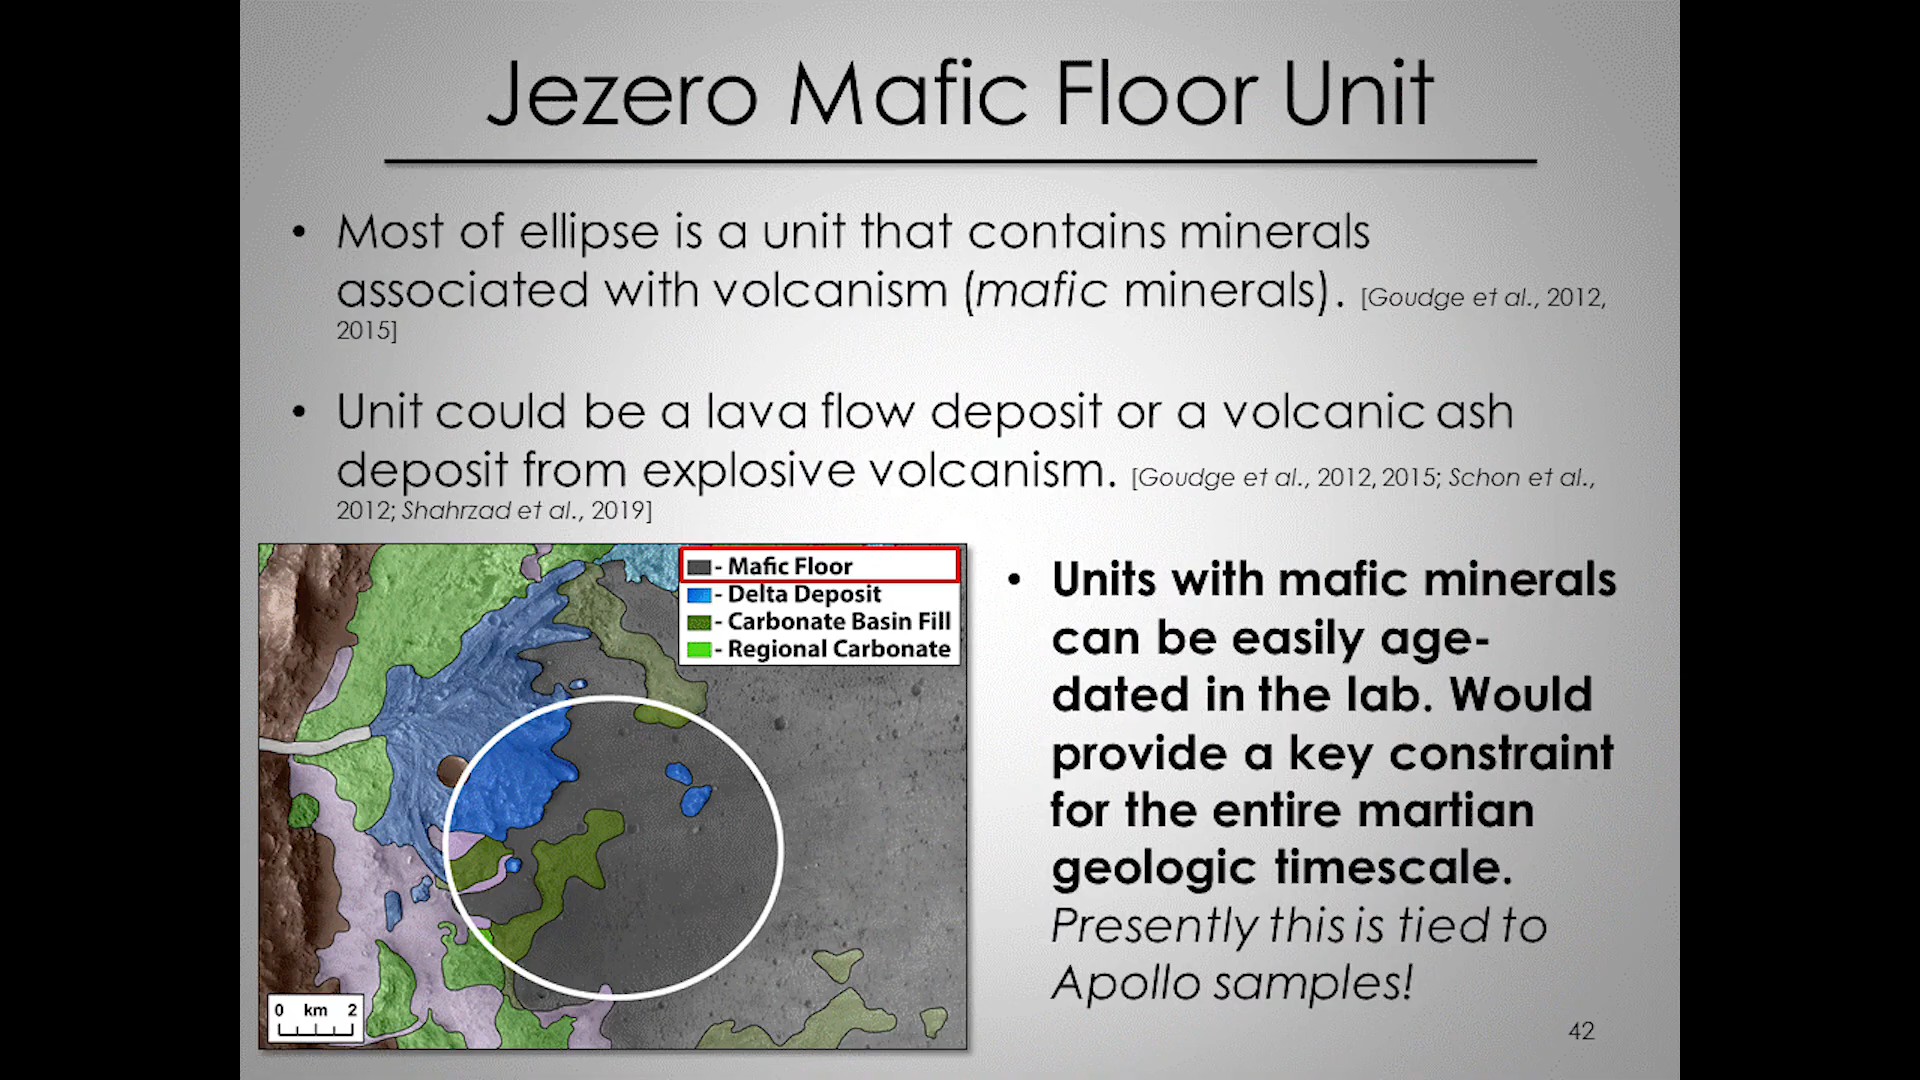 Jezero Mafic Floor Unit
• Most of ellipse is a unit that contains minerals
associated with volcanism (mafic minerals). [Goudge et al., 2012,
2015]
• Unit could be a lava flow deposit or a volcanic ash
deposit from explosive volcanism. [Goudge et al., 2012, 2015; Schon et al.,
2012; Shahrzad et al., 2019]
- Mafic Floor
- Delta Deposit
- Carbonate Basin Fill
- Regional Carbonate
0 km 2
• Units with mafic minerals
can be easily age-
dated in the lab. Would
provide a key constraint
for the entire martian
geologic timescale.
Presently this is tied to
Apollo samples!
42